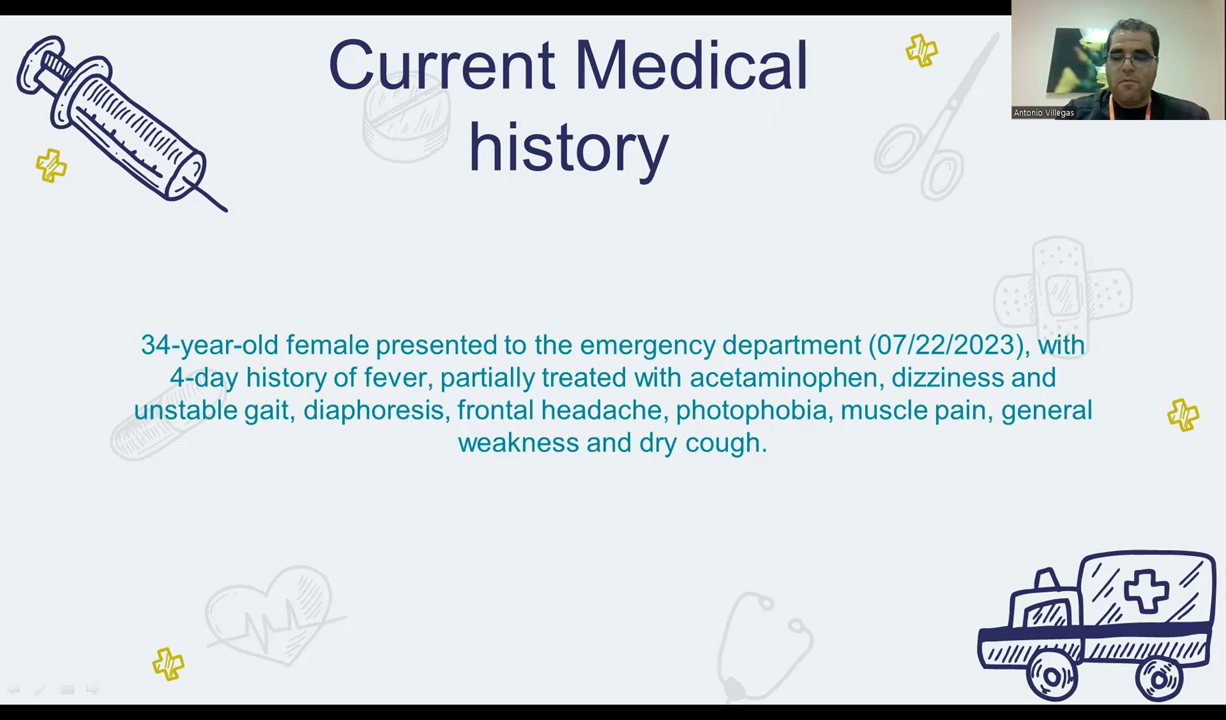 Current Medical
history
Antonio Villegas
34-year-old female presented to the emergency department (07/22/2023), with
4-day history of fever, partially treated with acetaminophen, dizziness and
unstable gait, diaphoresis, frontal headache, photophobia, muscle pain, general
weakness and dry cough.